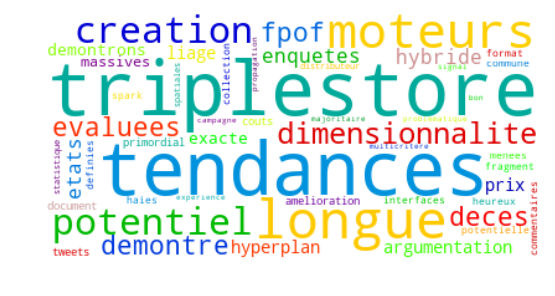 creation fpof moteurs
demontrons liage enquetes hybride format
massives collection propagation distributeur signal commune
triplestore
spark spatiales bon
campagne couts majoritaire problematique
evaluees primordial exacte dimensionnalite
statistique etats definies tendances multicritere menees
fragment
prix
document haies experience amelioration interfaces heureux
potentiel longue deces commentaires
potentielle
tweets demontre hyperplan argumentation